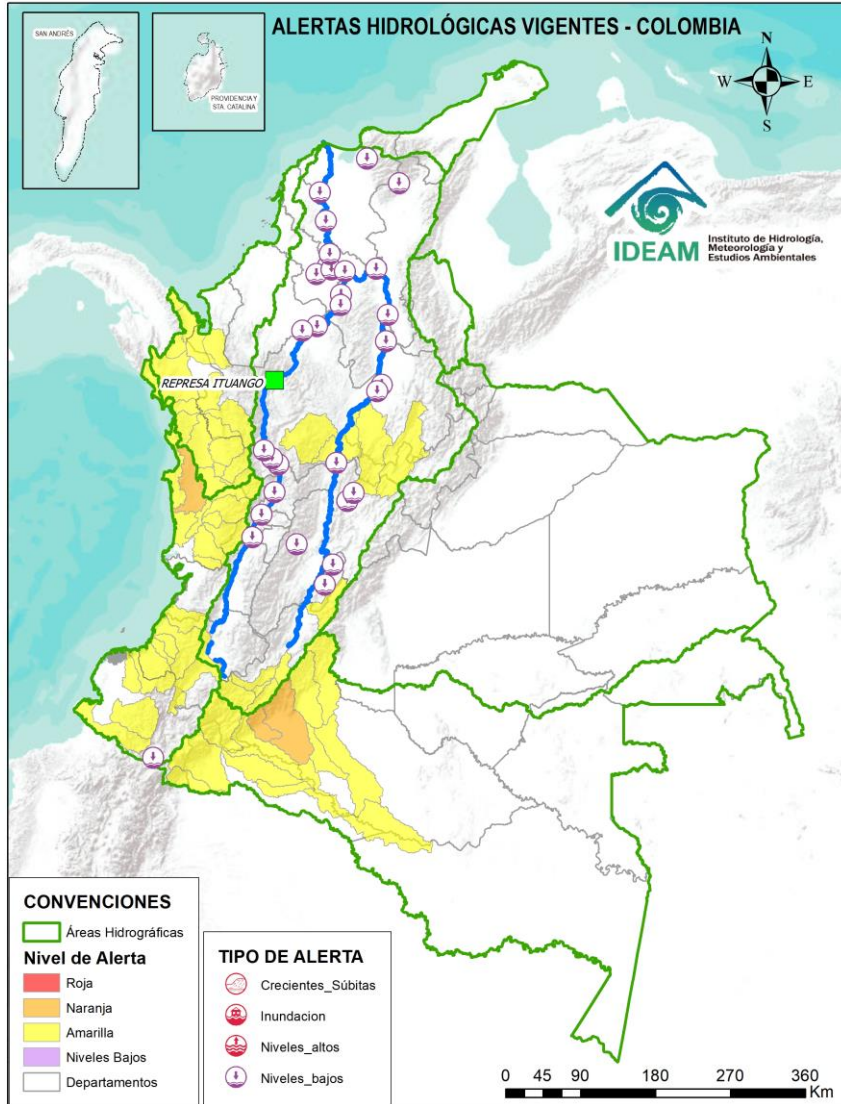 ALERTAS HIDROLÓGICAS VIGENTES - COLOMBIA
SAN ANDRÉS
PROVIDENCIA Y
STA. CATALINA
N
W E
S
IDEAM
Instituto de Hidrología,
Meteorología y
Estudios Ambientales
REPRESA ITUANGO
CONVENCIONES
Áreas Hidrográficas
Nivel de Alerta
Roja
Naranja
Amarilla
Niveles Bajos
Departamentos
TIPO DE ALERTA
Crecientes_Súbitas
Inundacion
Niveles_altos
Niveles_bajos
0 45 90 180 270 360
Km